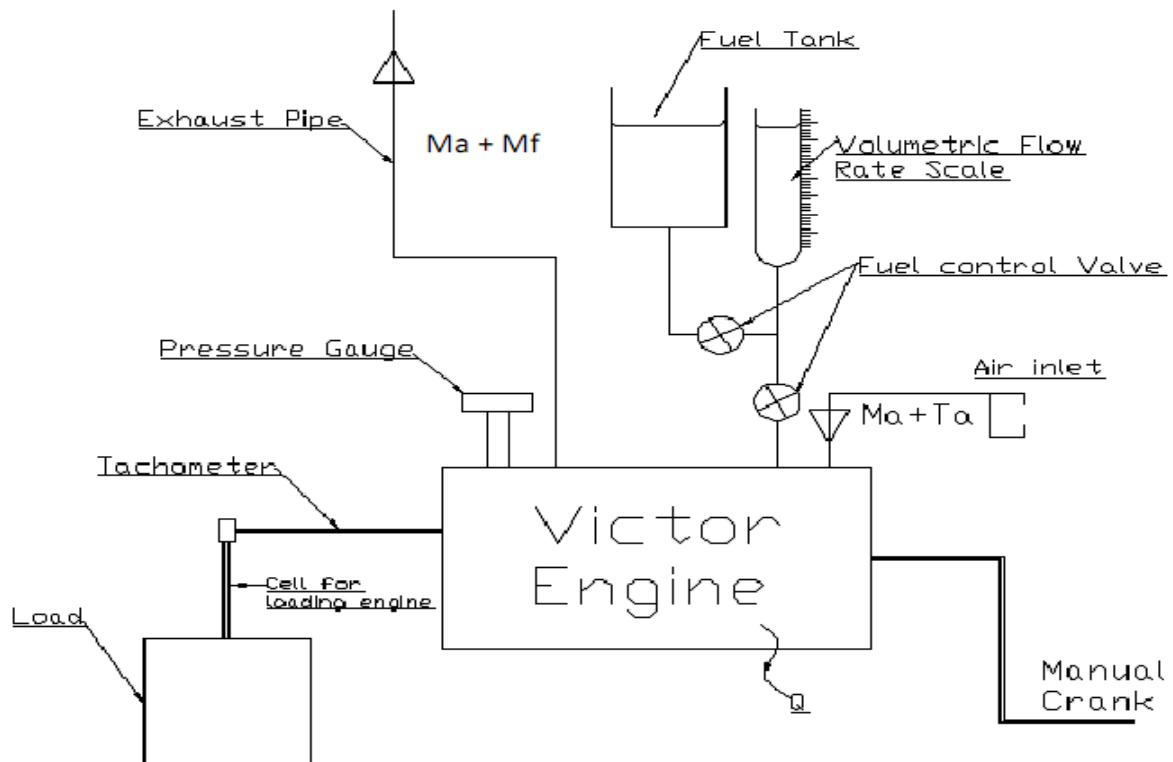 Fuel Tank
Exhaust Pipe
Ma + Mf
Volumetric Flow
Rate Scale
Fuel control Valve
Pressure Gauge
Air inlet
Ma+Ta
Tachometer
Victor
Engine
Cell for
loading engine
Load
Manual
Crank
Q